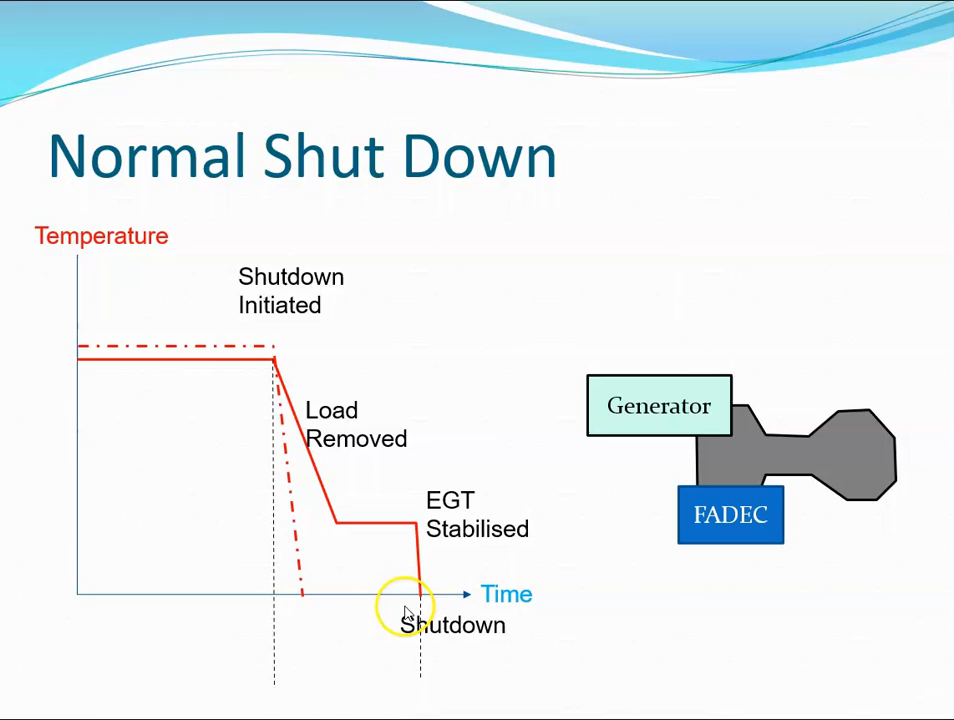 Normal Shut Down
Temperature
Shutdown
Initiated
Load
Removed
EGT
Stabilised
Time
Shutdown
Generator
FADEC